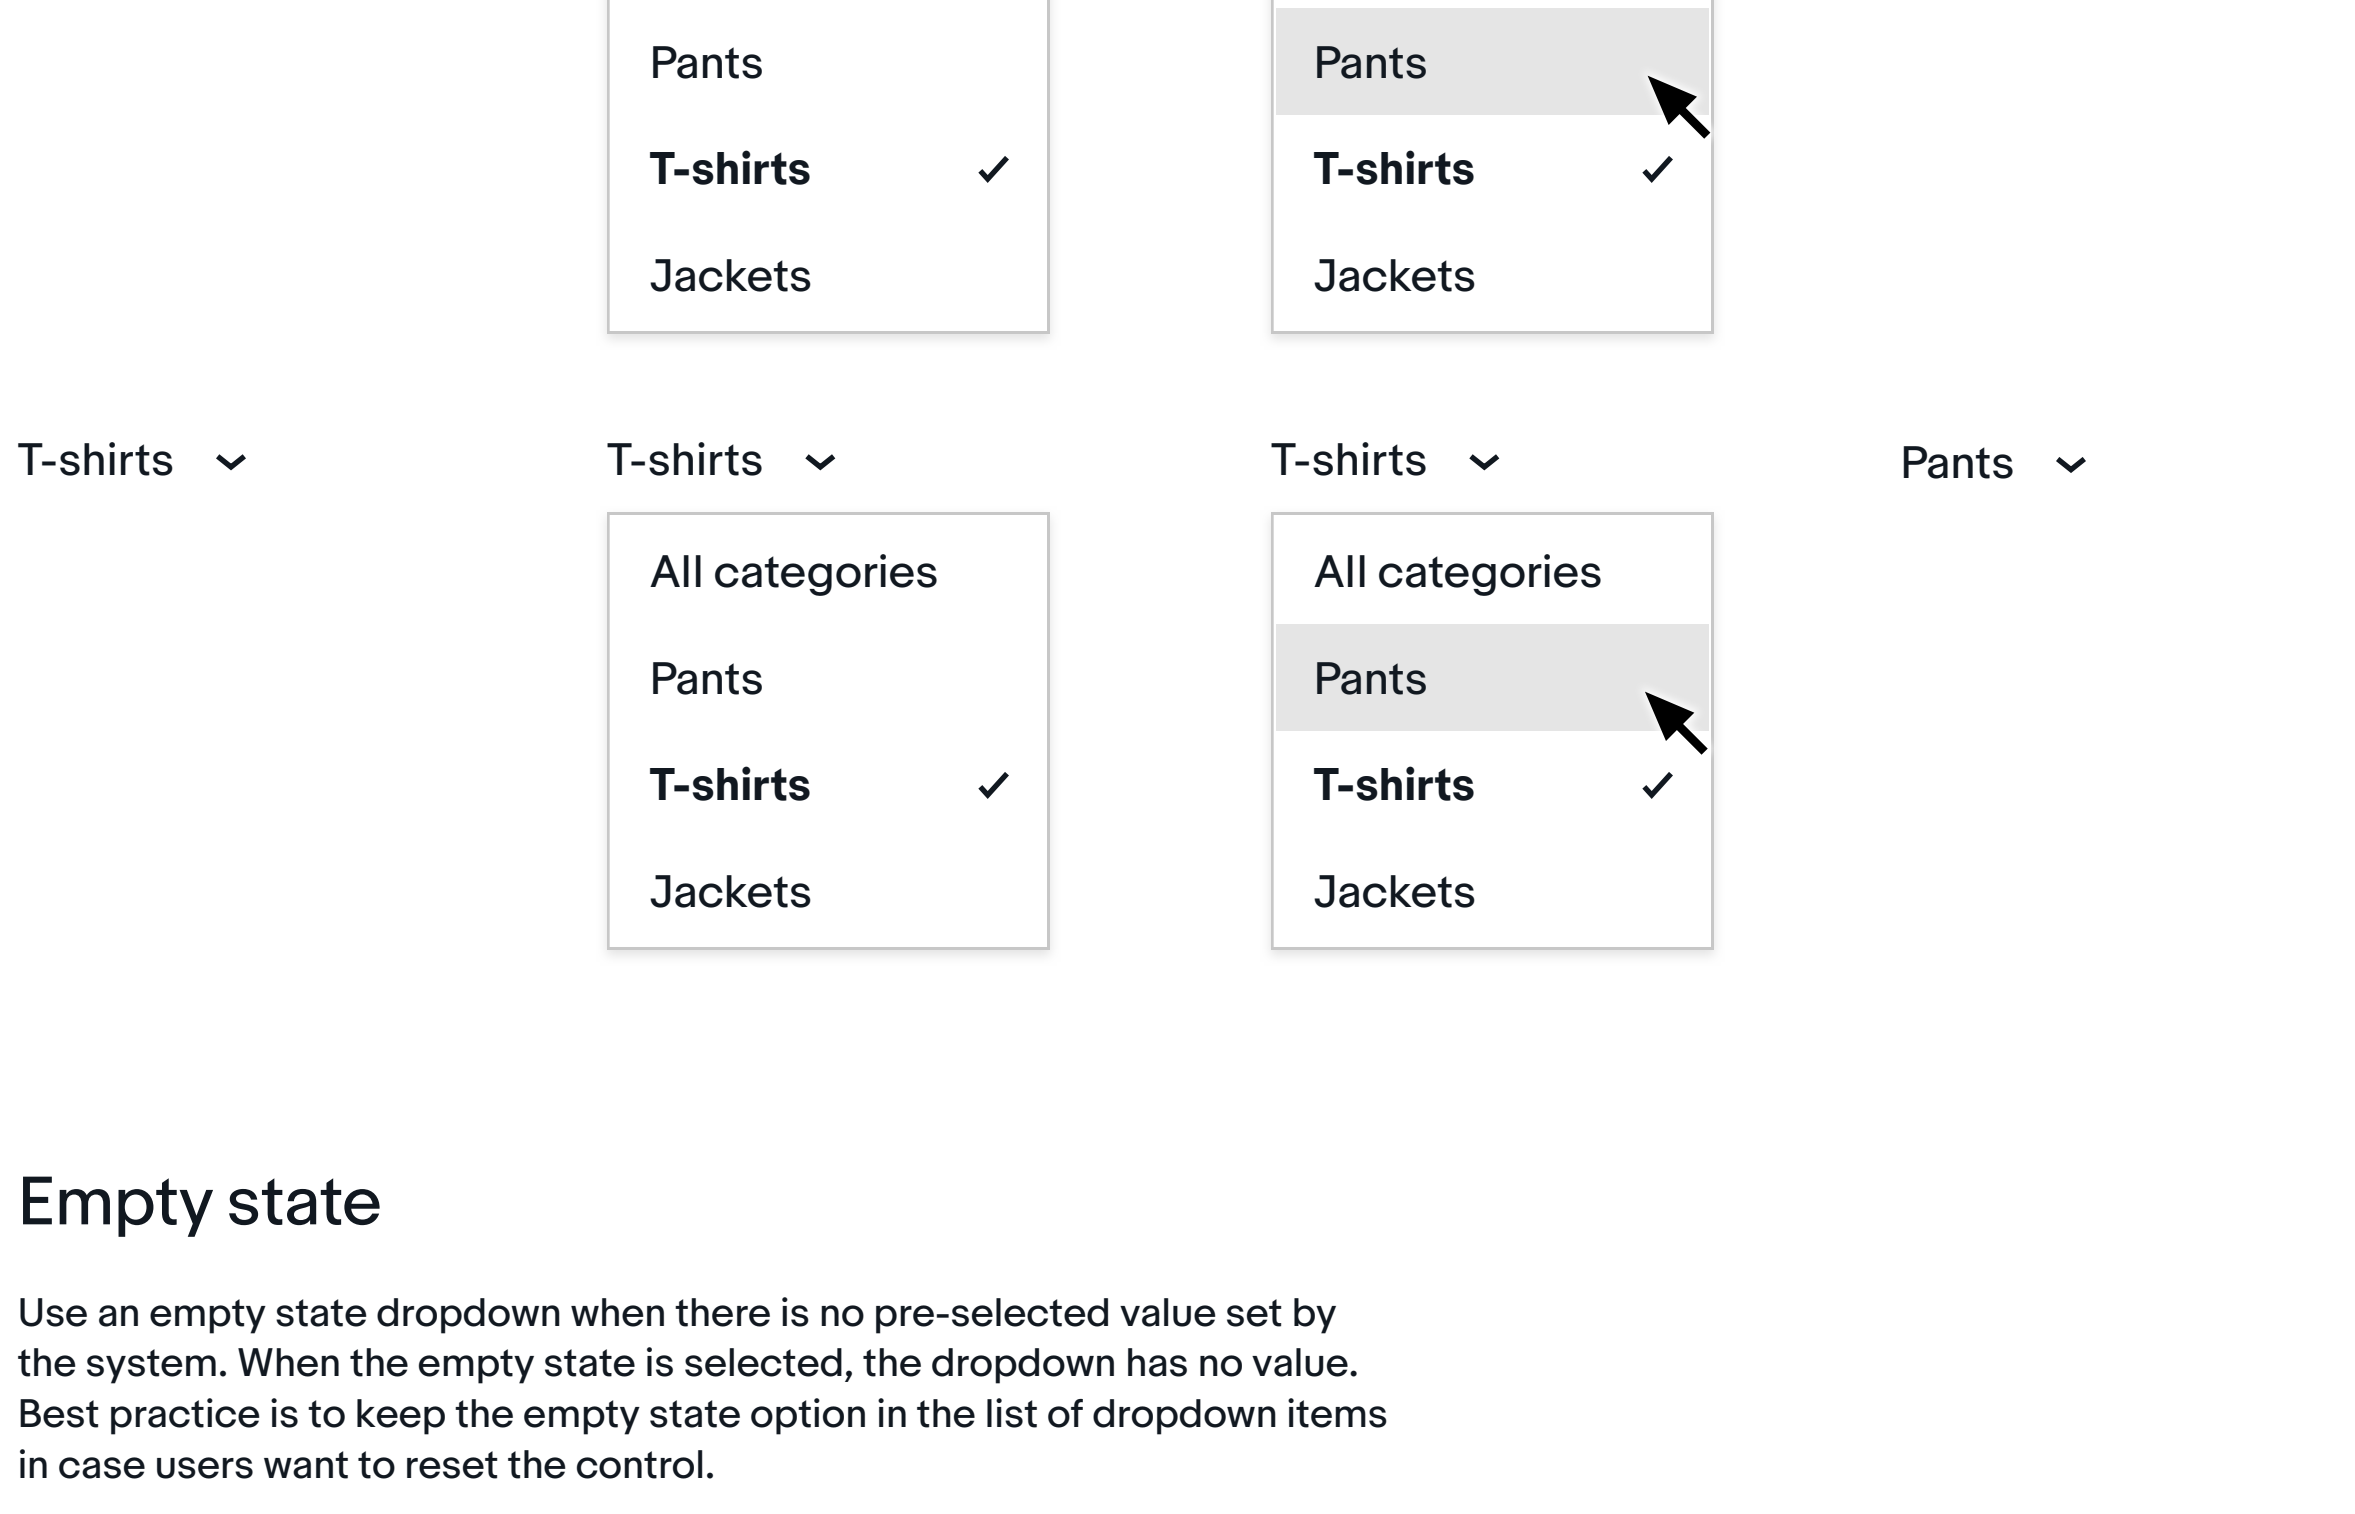 Pants
Pants
T-shirts
T-shirts
Jackets
Jackets
T-shirts
T-shirts
T-shirts
Pants
All categories
All categories
Pants
Pants
T-shirts
T-shirts
Jackets
Jackets
Empty state
Use an empty state dropdown when there is no pre-selected value set by
the system. When the empty state is selected, the dropdown has no value.
Best practice is to keep the empty state option in the list of dropdown items
in case users want to reset the control.